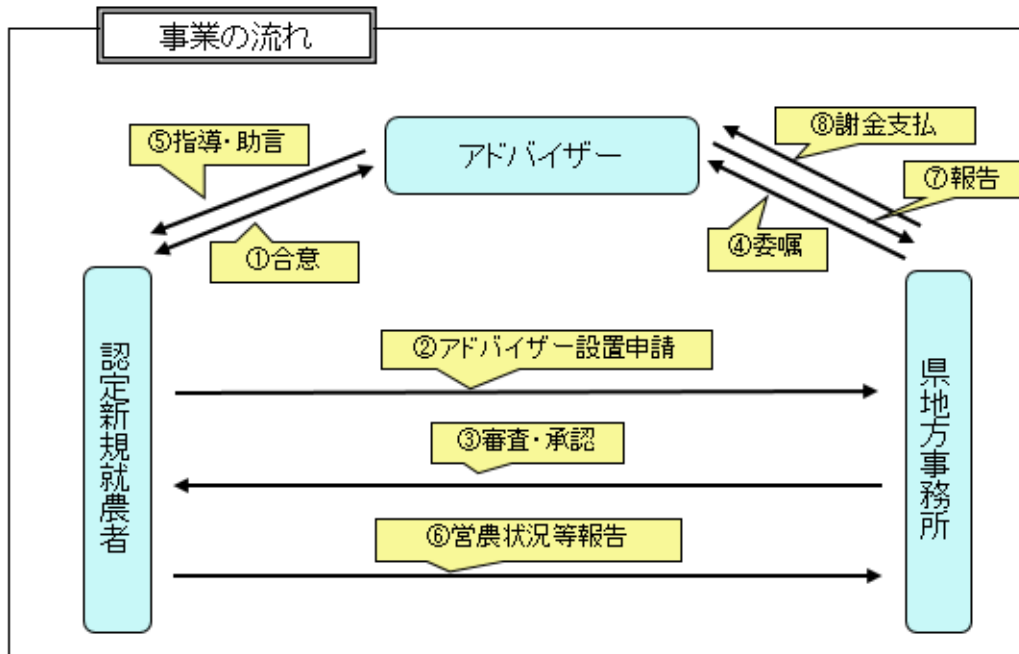 事業の流れ
⑧謝金支払
⑤指導・助言
アドバイザー
⑦報告
④委嘱
①合意
②アドバイザー設置申請
認定新規就農者
県地方事務所
③審査・承認
⑥営農状況等報告